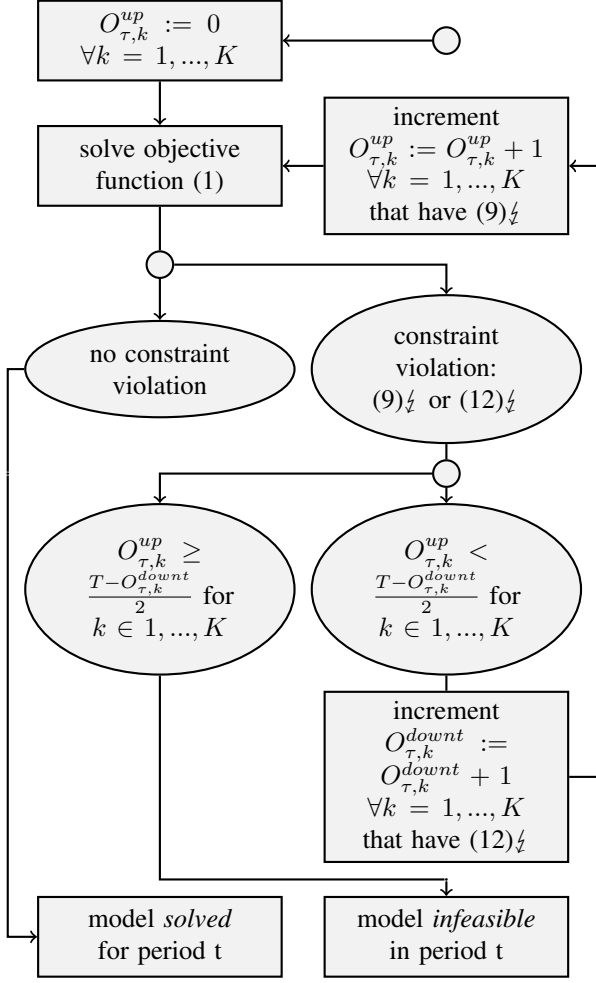 O^{up}_{τ,k} := 0
∀k = 1, ..., K
solve objective
function (1)
increment
O^{up}_{τ,k} := O^{up}_{τ,k} + 1
∀k = 1, ..., K
that have (9)↯
no constraint
violation
constraint
violation:
(9)↯ or (12)↯
O^{up}_{τ,k} ≥
\frac{T−O^{downt}_{τ,k}}{2} for
k ∈ 1, ..., K
O^{up}_{τ,k} <
\frac{T−O^{downt}_{τ,k}}{2} for
k ∈ 1, ..., K
increment
O^{downt}_{τ,k} :=
O^{downt}_{τ,k} + 1
∀k = 1, ..., K
that have (12)↯
model solved
for period t
model infeasible
in period t